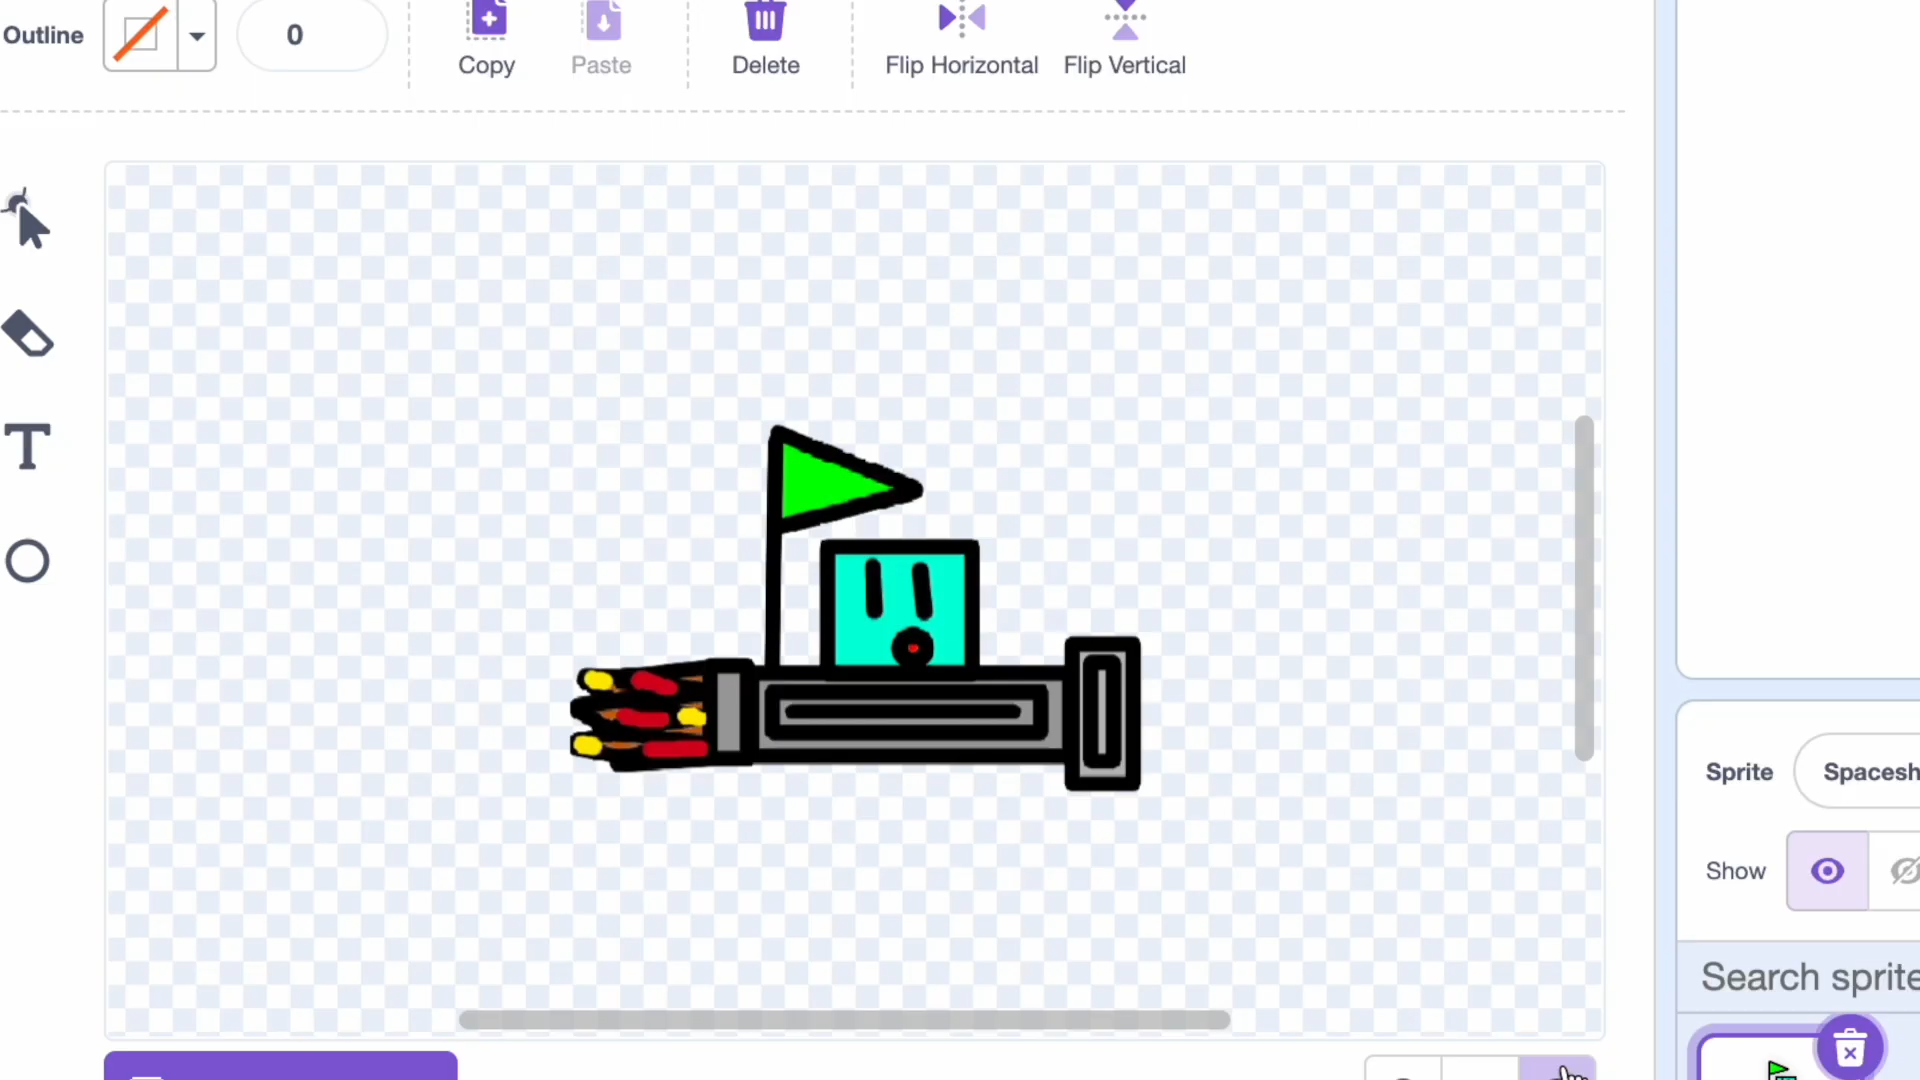 Outline
0
Copy
Paste
Delete
Flip Horizontal
Flip Vertical
T
Sprite
Spacesh
Show
Search sprite